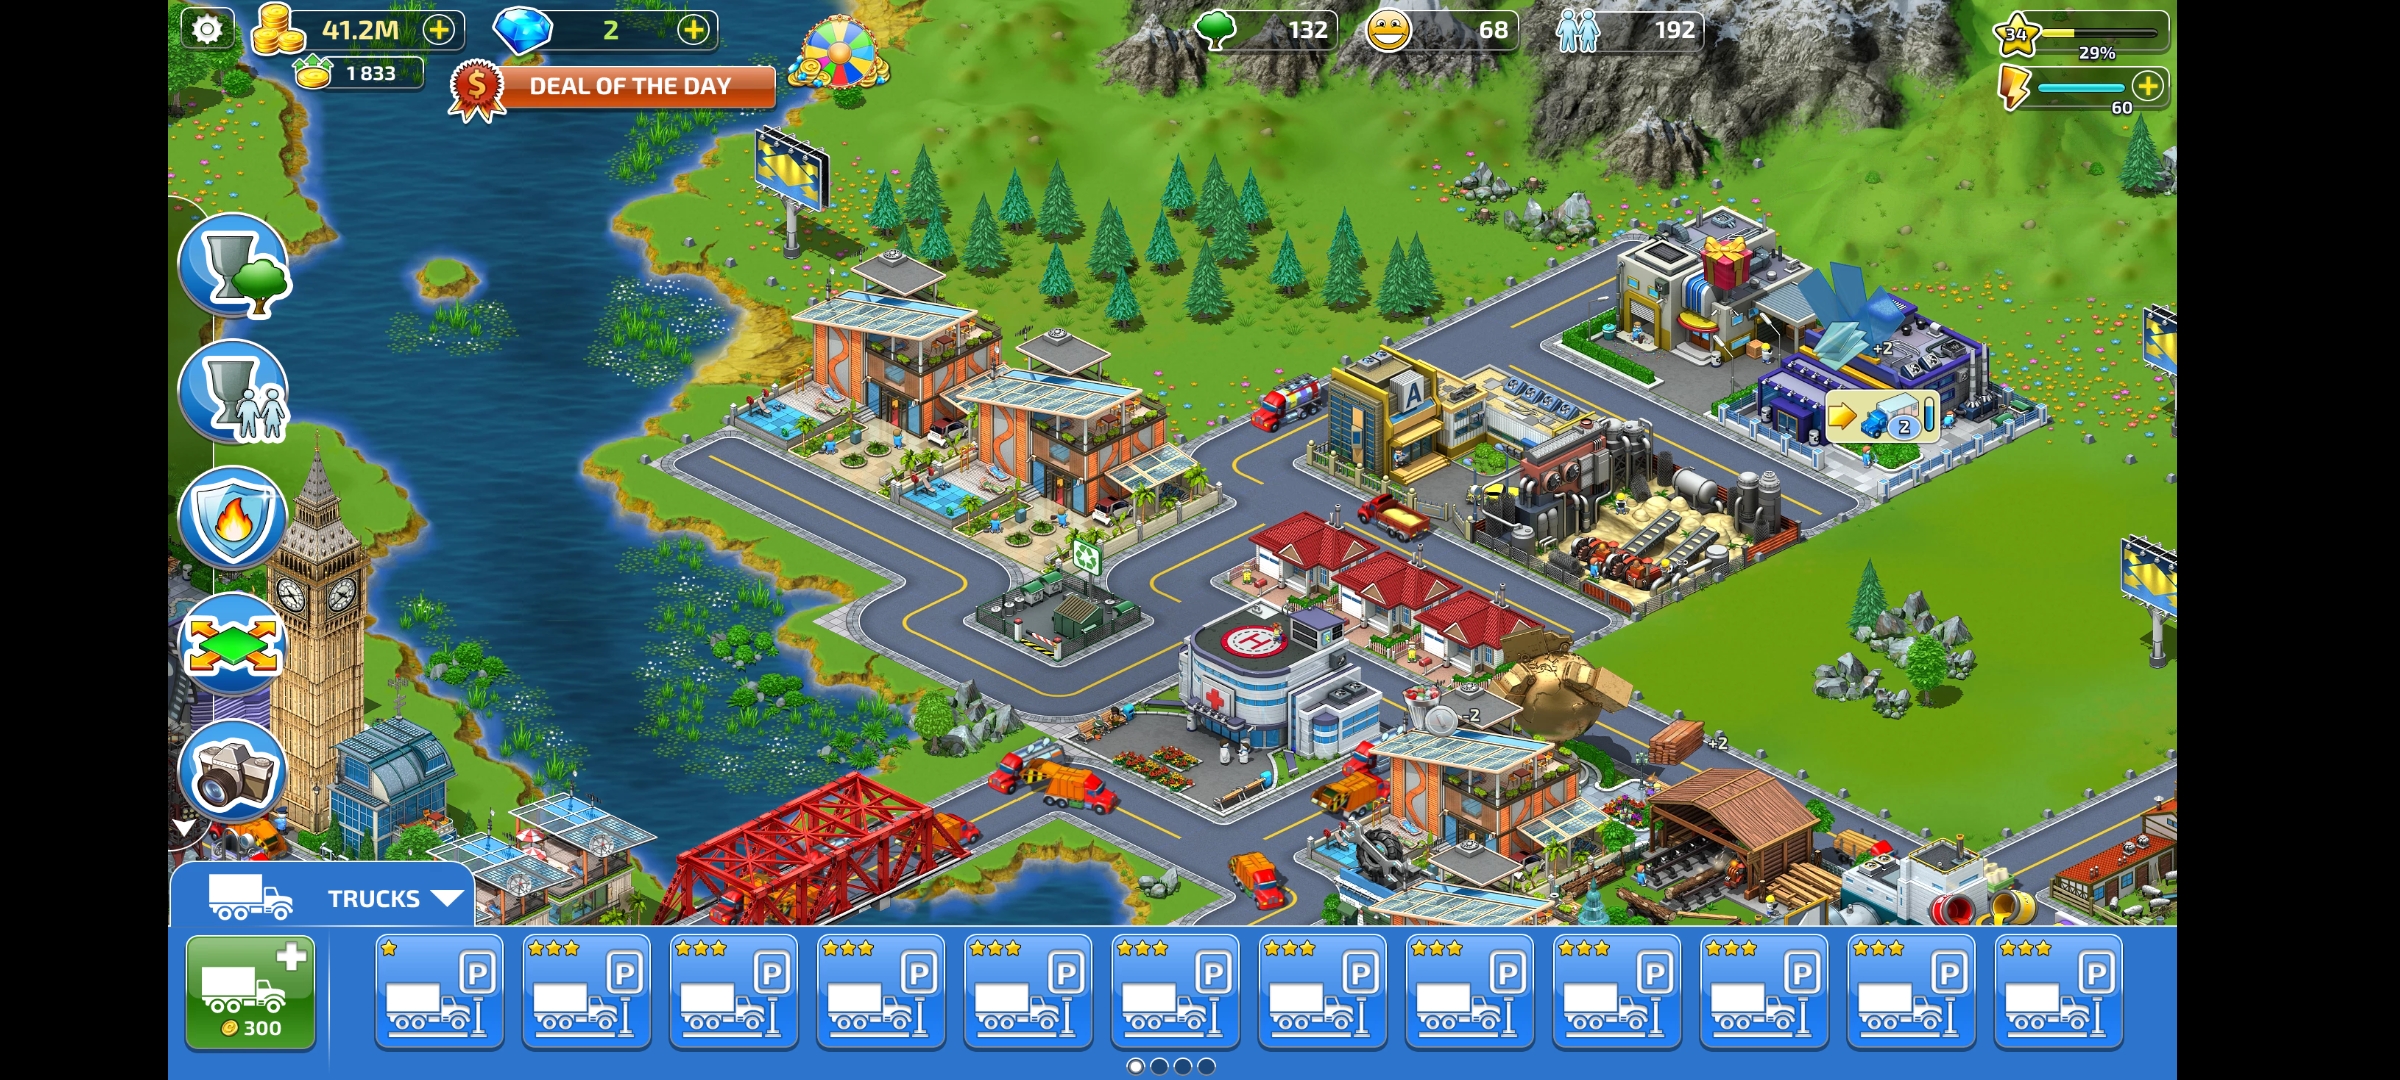 41.2M
2
132
68
192
34
29%
1 833
DEAL OF THE DAY
$
60
+2
A
2
H
-2
+2
TRUCKS
P
P
P
P
P
P
P
P
P
P
P
P
300